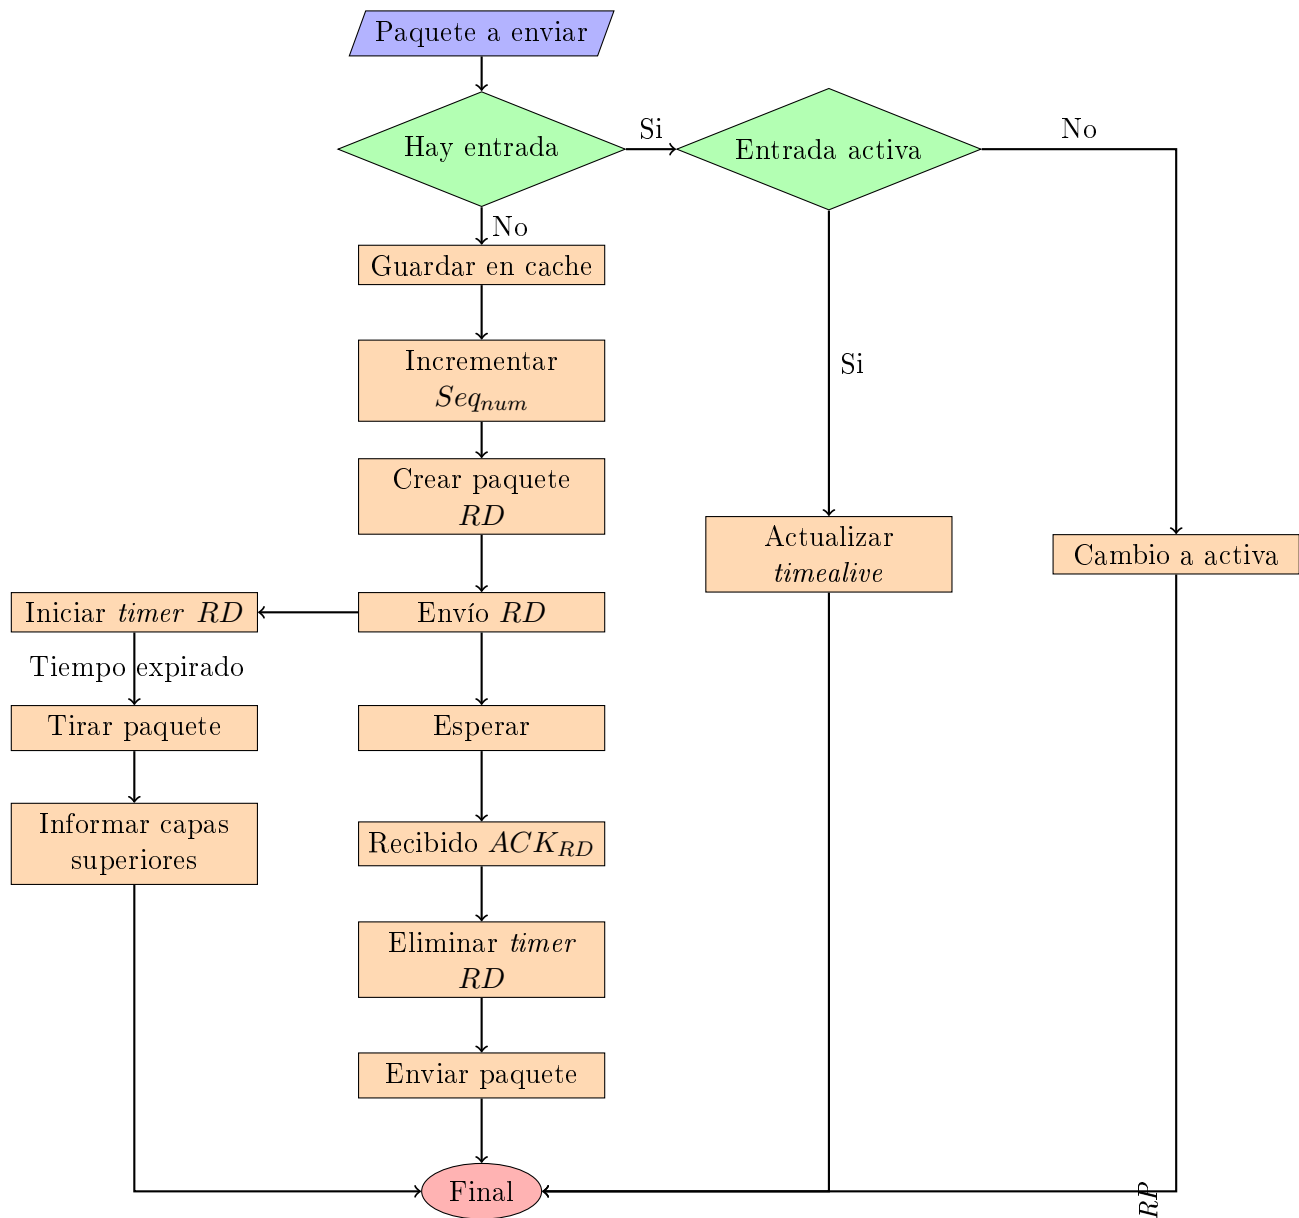 Paquete a enviar
Hay entrada
Si
Entrada activa
No
No
Guardar en cache
Incrementar
Seq_num
Si
Crear paquete
RD
Actualizar
timealive
Cambio a activa
Iniciar timer RD
Envío RD
Tiempo expirado
Tirar paquete
Esperar
Informar capas
superiores
Recibido ACK_RD
Eliminar timer
RD
Enviar paquete
Final
RP